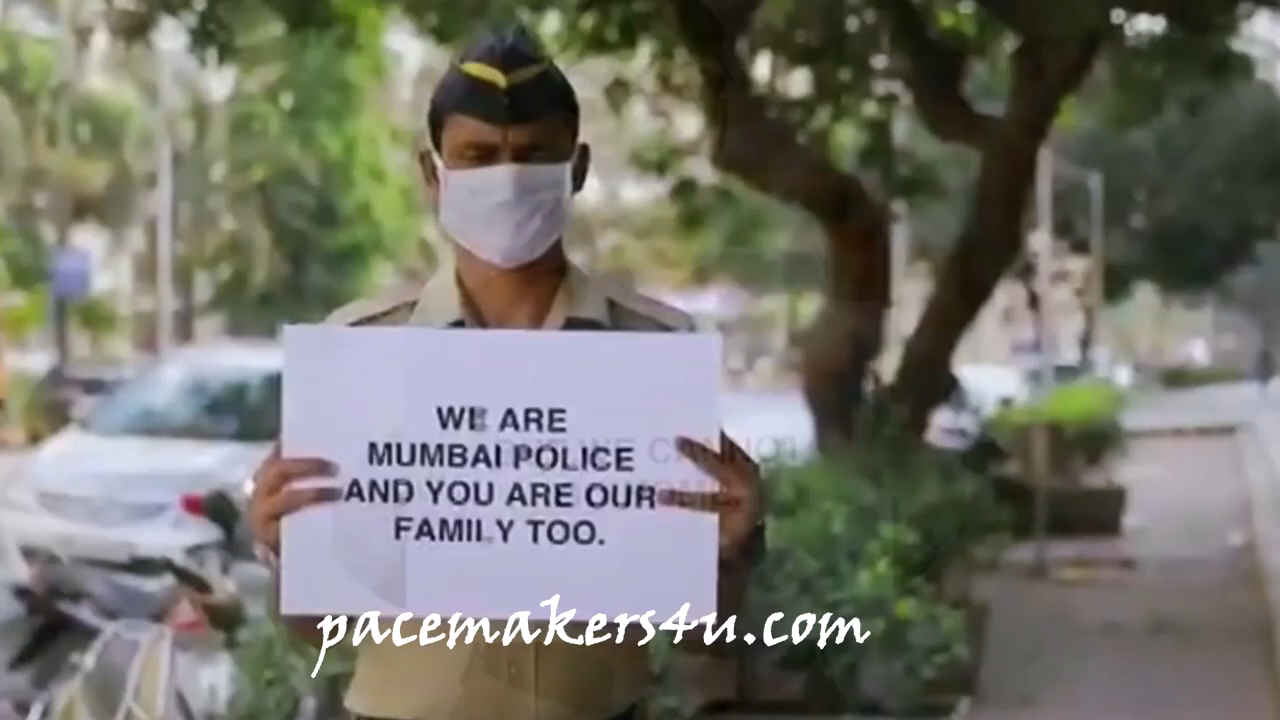 WE ARE
MUMBAI POLICE
AND YOU ARE OUR
FAMILY TOO.
pacemakers4u.com